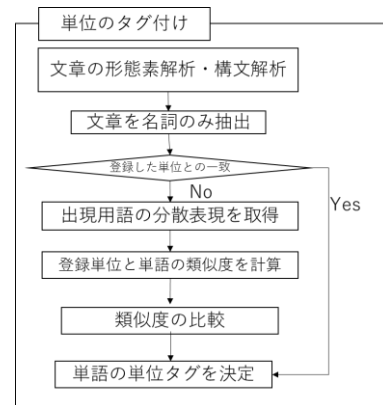 単位のタグ付け
文章の形態素解析・構文解析
文章を名詞のみ抽出
登録した単位との一致
No
Yes
出現用語の分散表現を取得
登録単位と単語の類似度を計算
類似度の比較
単語の単位タグを決定